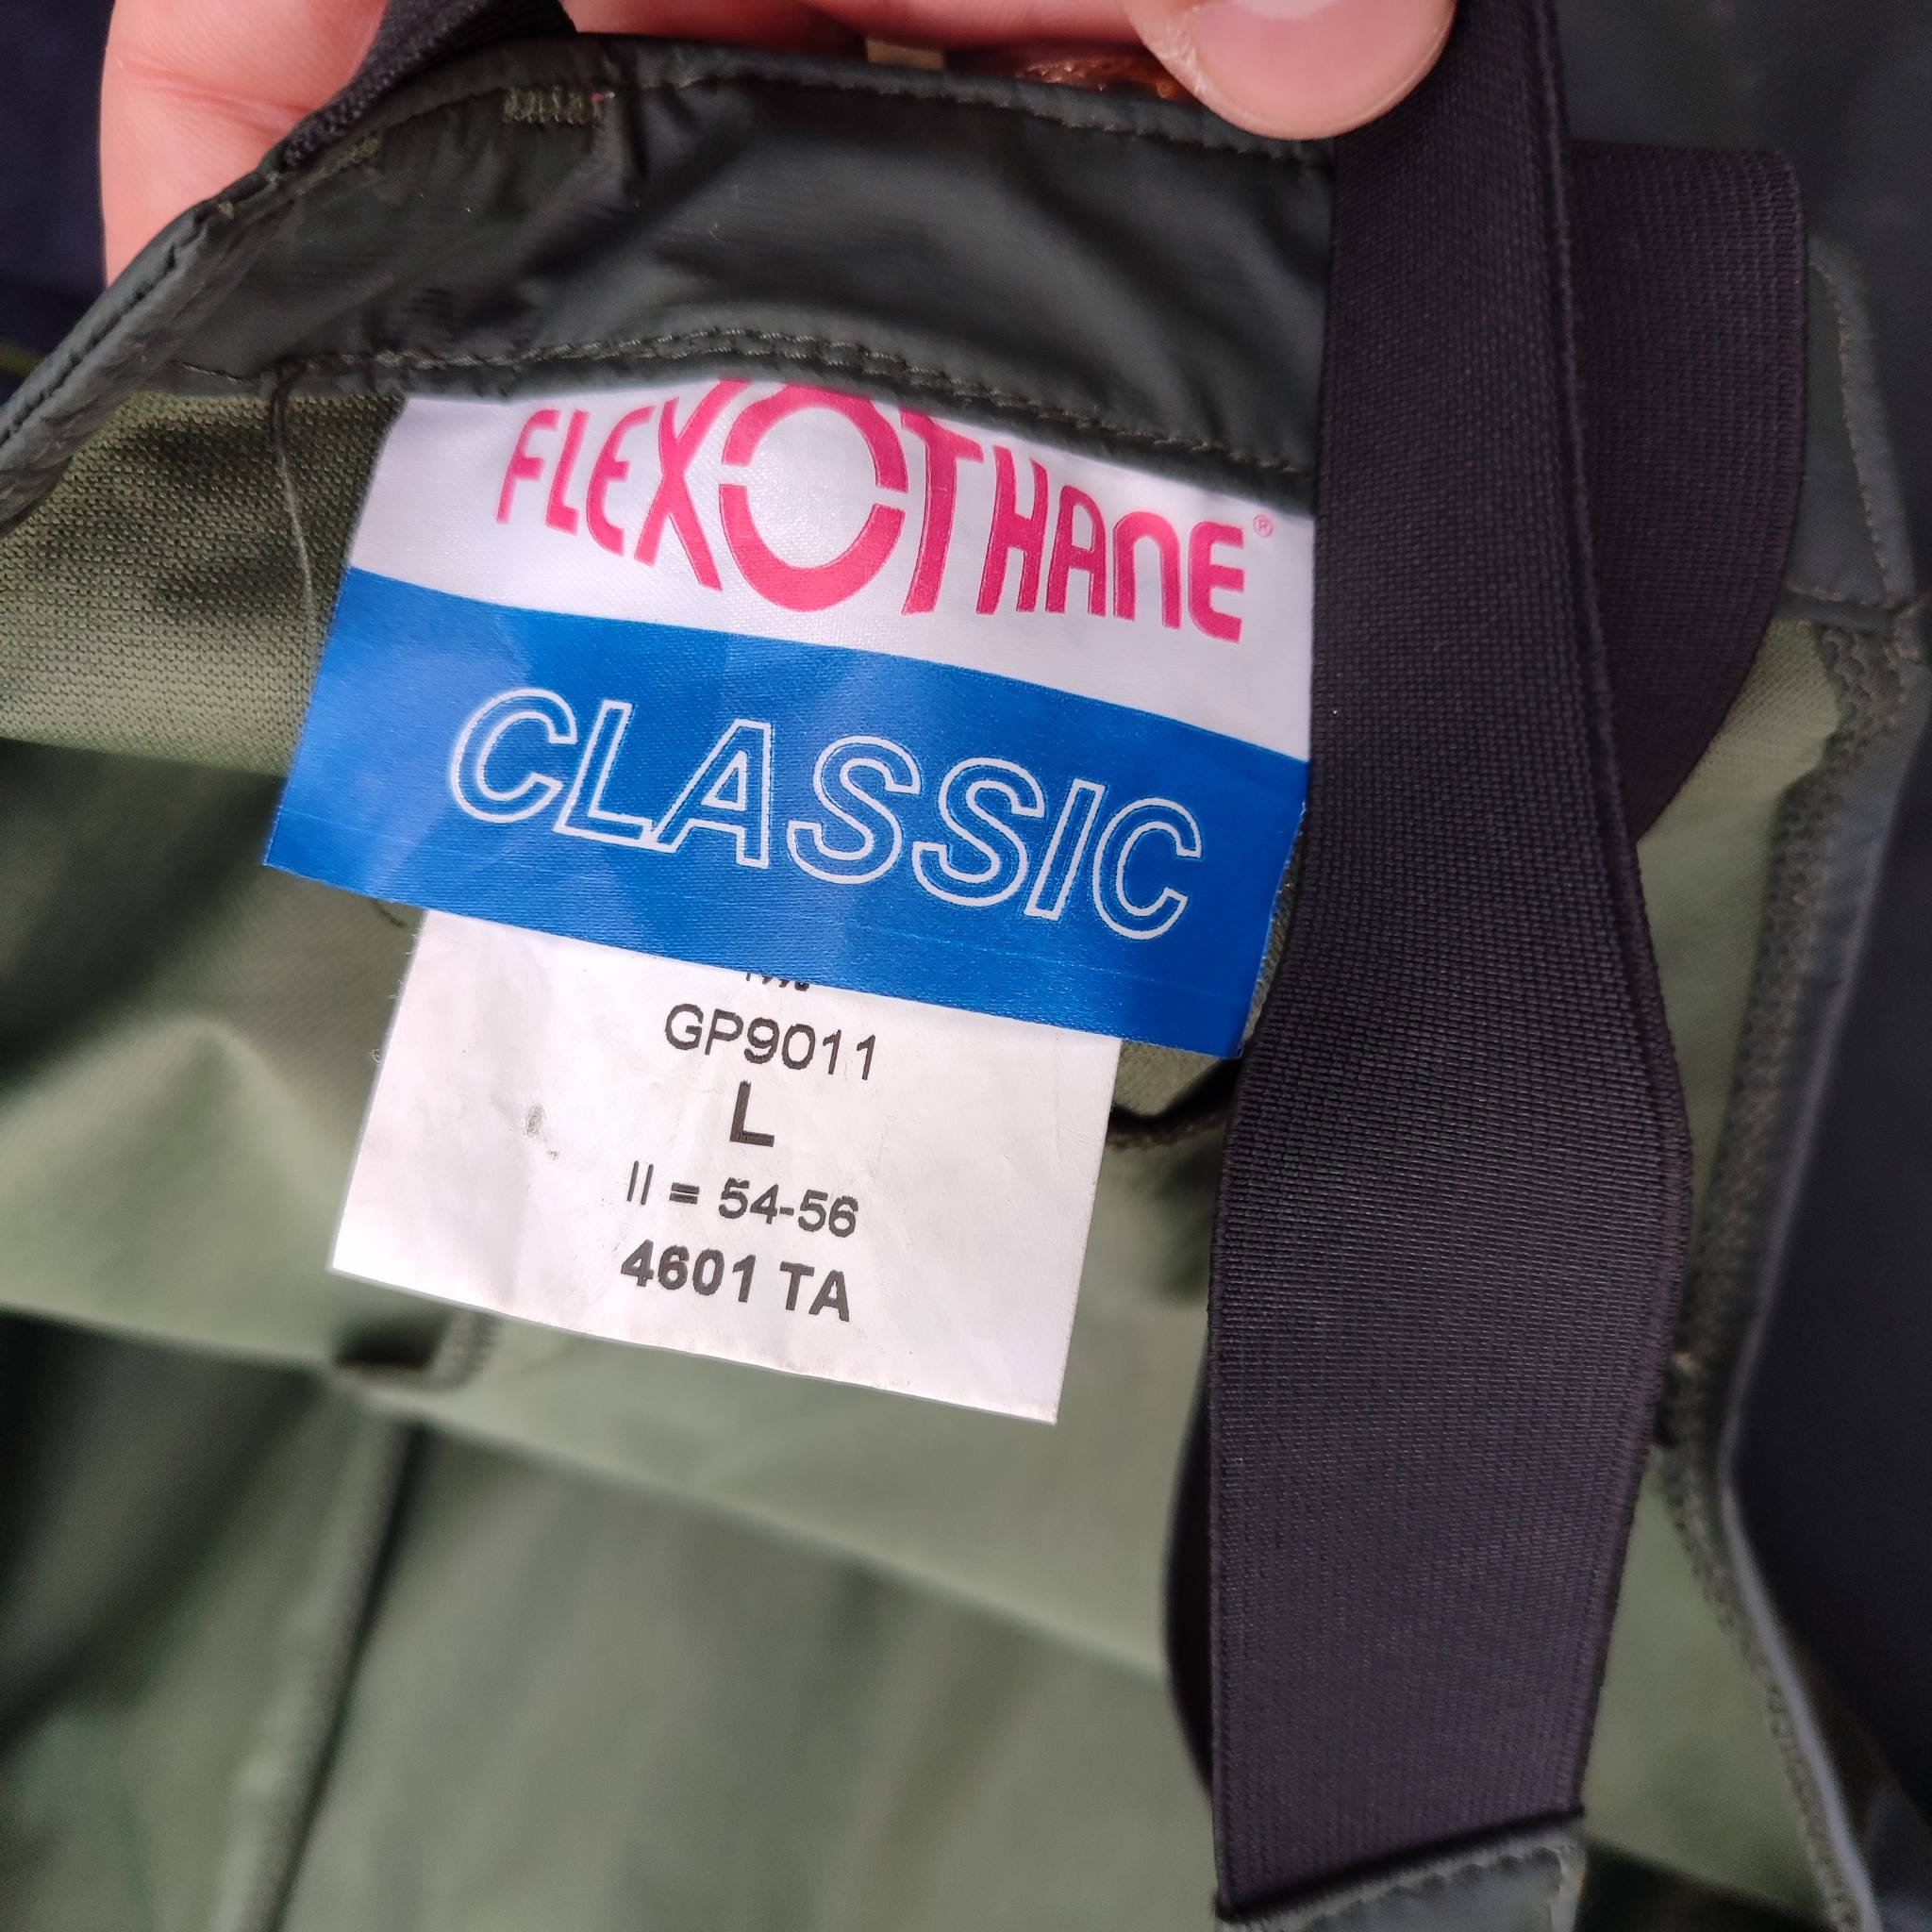 FLEXOTHANE®
CLASSIC
GP9011
L
II = 54-56
4601 TA